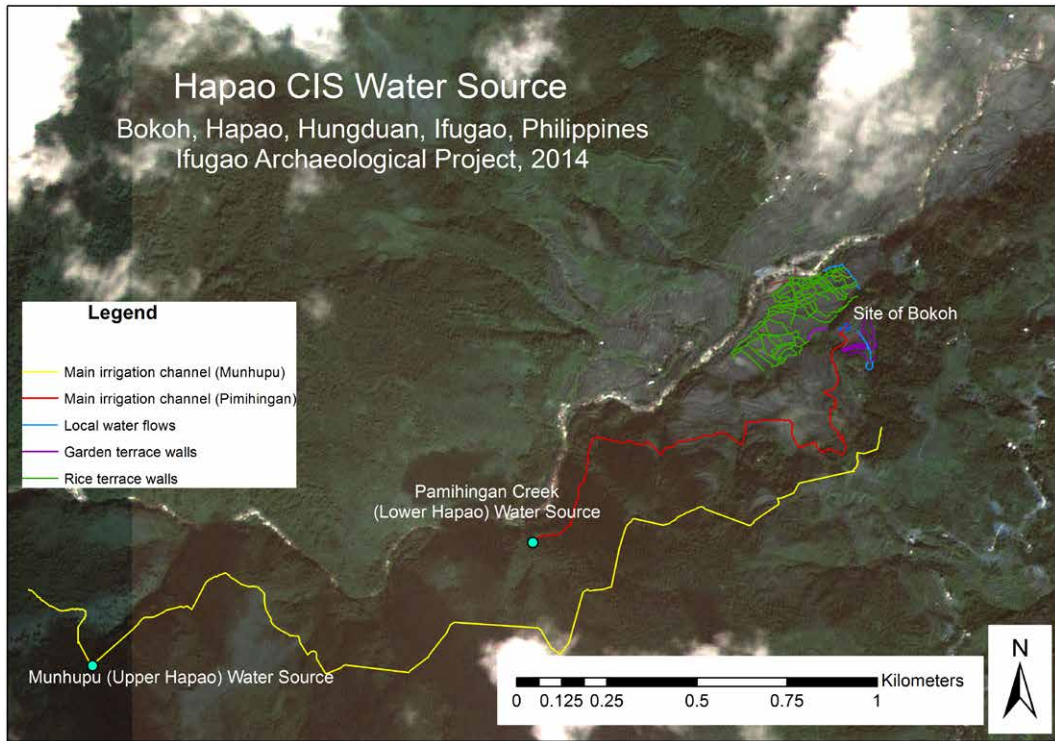 Hapao CIS Water Source
Bokoh, Hapao, Hungduan, Ifugao, Philippines
Ifugao Archaeological Project, 2014
Site of Bokoh
Legend
Main irrigation channel (Munhupu)
Main irrigation channel (Pimihingan)
Local water flows
Garden terrace walls
Rice terrace walls
Pamihingan Creek
(Lower Hapao) Water Source
Munhupu (Upper Hapao) Water Source
Kilometers
0 0.125 0.25 0.5 0.75 1
N